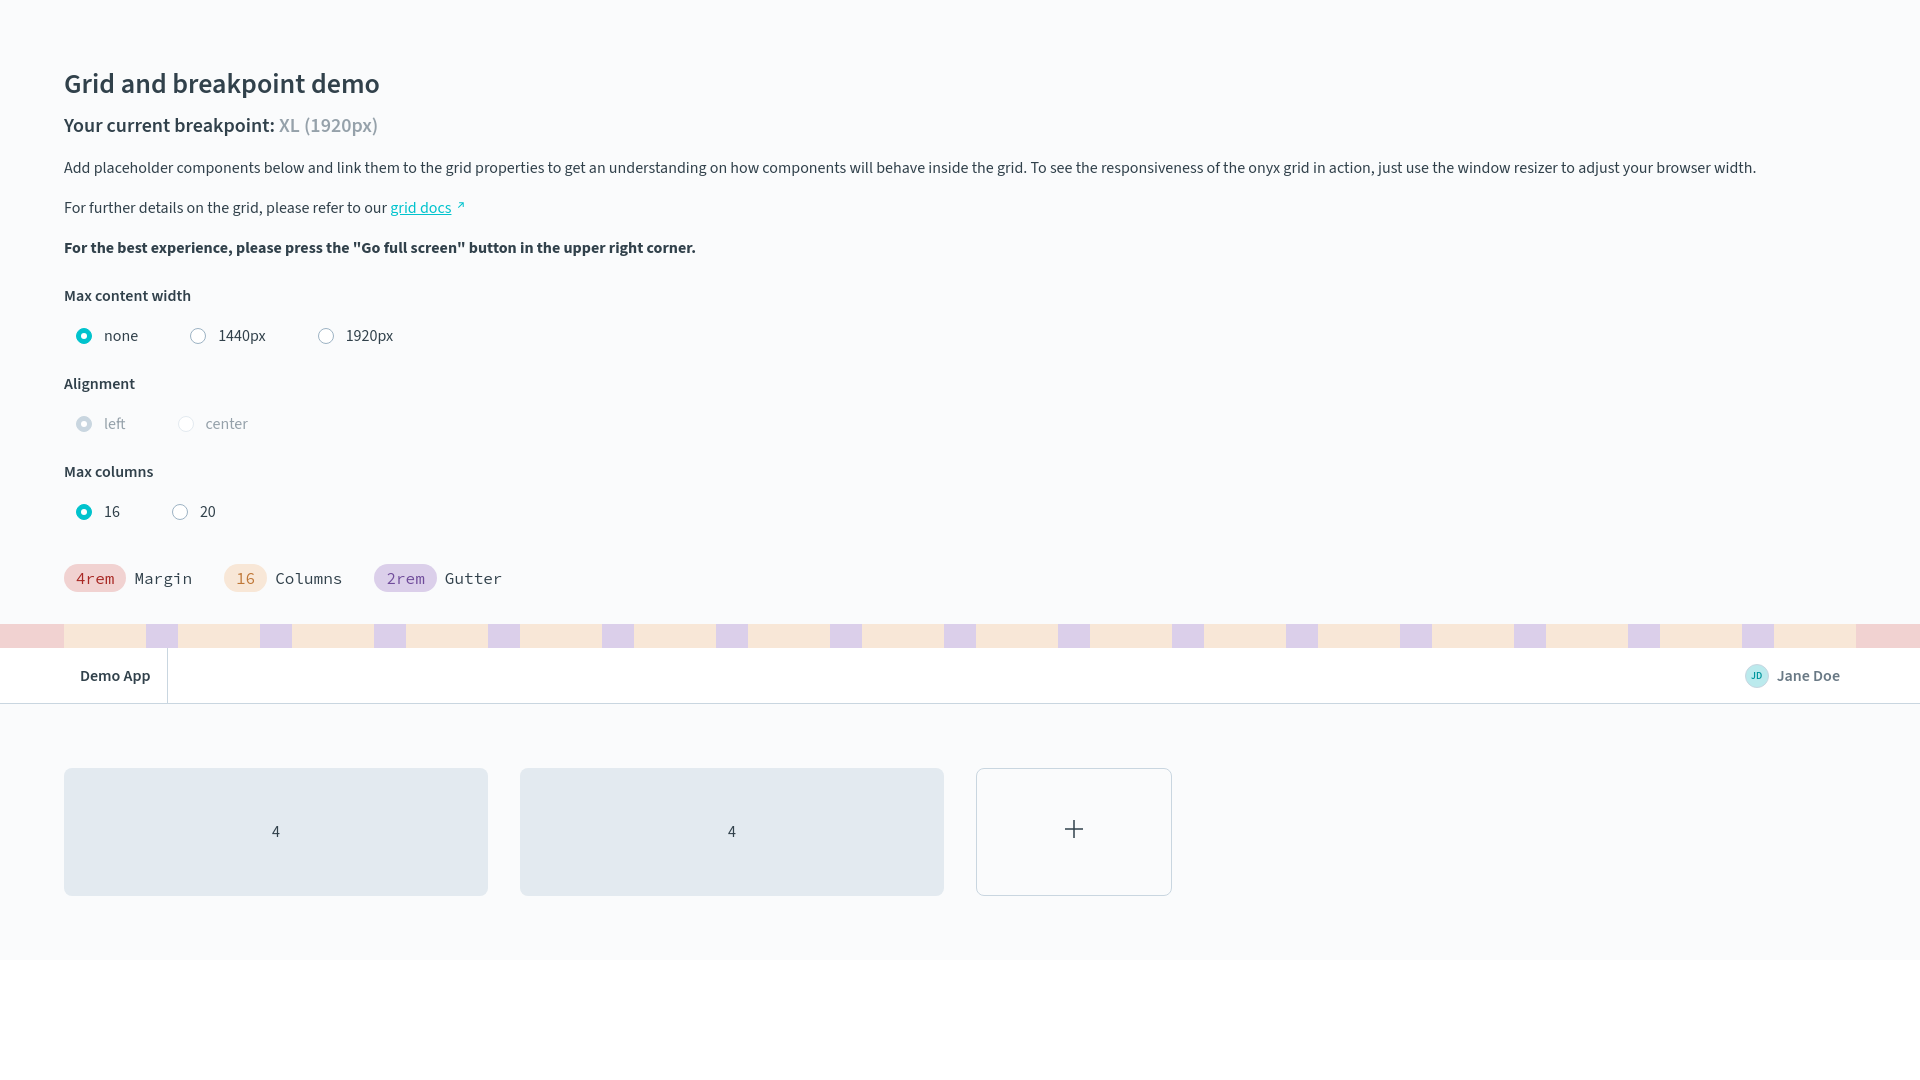 Grid and breakpoint demo
Your current breakpoint: XL (1920px)
Add placeholder components below and link them to the grid properties to get an understanding on how components will behave inside the grid. To see the responsiveness of the onyx grid in action, just use the window resizer to adjust your browser width.
For further details on the grid, please refer to our grid docs
For the best experience, please press the "Go full screen" button in the upper right corner.
Max content width
none 1440px 1920px
Alignment
left center
Max columns
16 20
4rem Margin 16 Columns 2rem Gutter
Demo App JD Jane Doe
4 4